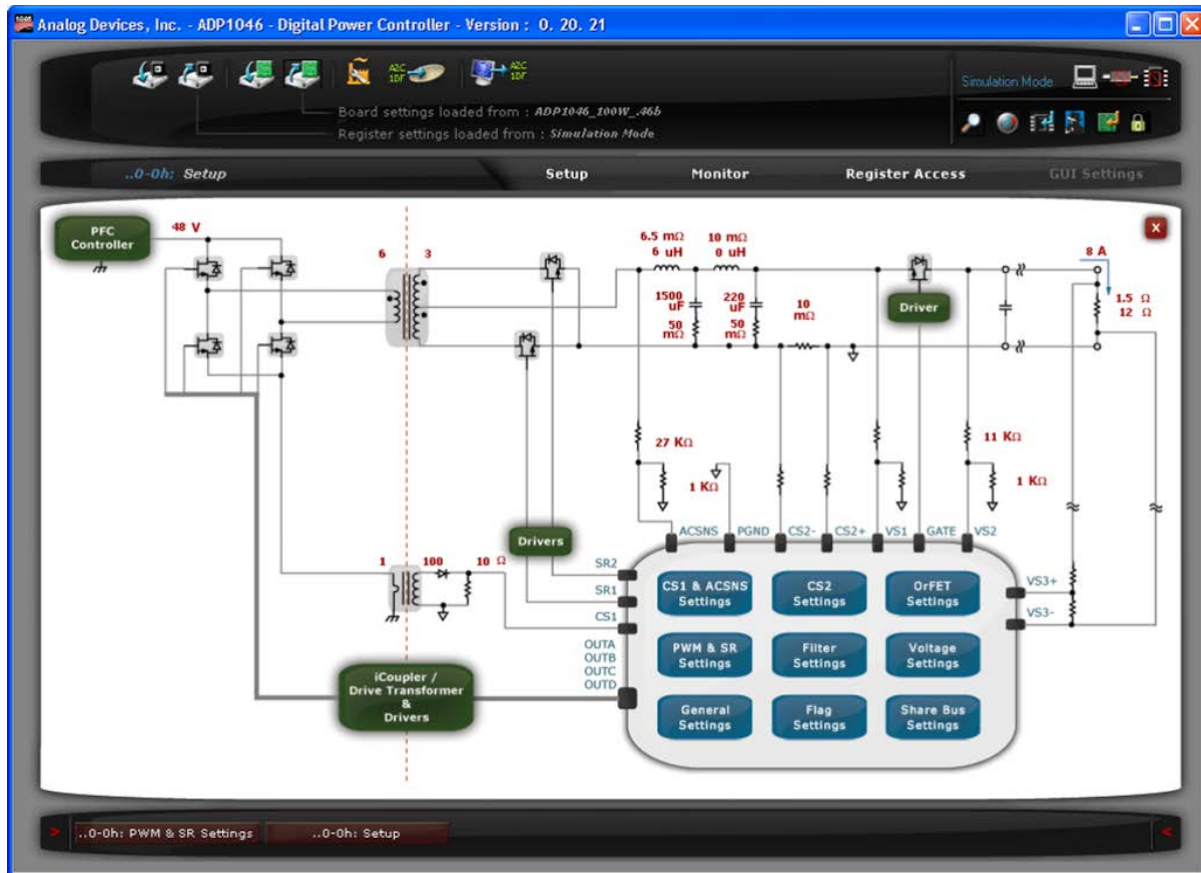 Analog Devices, Inc. - ADP1046 - Digital Power Controller - Version : 0. 20. 21
A2C
1DF
A2C
1DF
Simulation Mode
Board settings loaded from : ADP1046_100W_.46b
Register settings loaded from : Simulation Mode
..0-0h: Setup
Setup
Monitor
Register Access
GUI Settings
PFC
Controller
48 V
6
3
6.5 mΩ
6 uH
10 mΩ
0 uH
X
8 A
1500
uF
50
mΩ
220
uF
50
mΩ
10
mΩ
Driver
1.5 Ω
12 Ω
27 KΩ
1 KΩ
11 KΩ
1 KΩ
ACSNS
PGND
CS2-
CS2+
VS1
GATE
VS2
Drivers
1
100
10 Ω
SR2
SR1
CS1
OUTA
OUTB
OUTC
OUTD
VS3+
VS3-
CS1 & ACSNS
Settings
CS2
Settings
OrFET
Settings
PWM & SR
Settings
Filter
Settings
Voltage
Settings
General
Settings
Flag
Settings
Share Bus
Settings
iCoupler /
Drive Transformer
&
Drivers
> ..0-0h: PWM & SR Settings
..0-0h: Setup
<